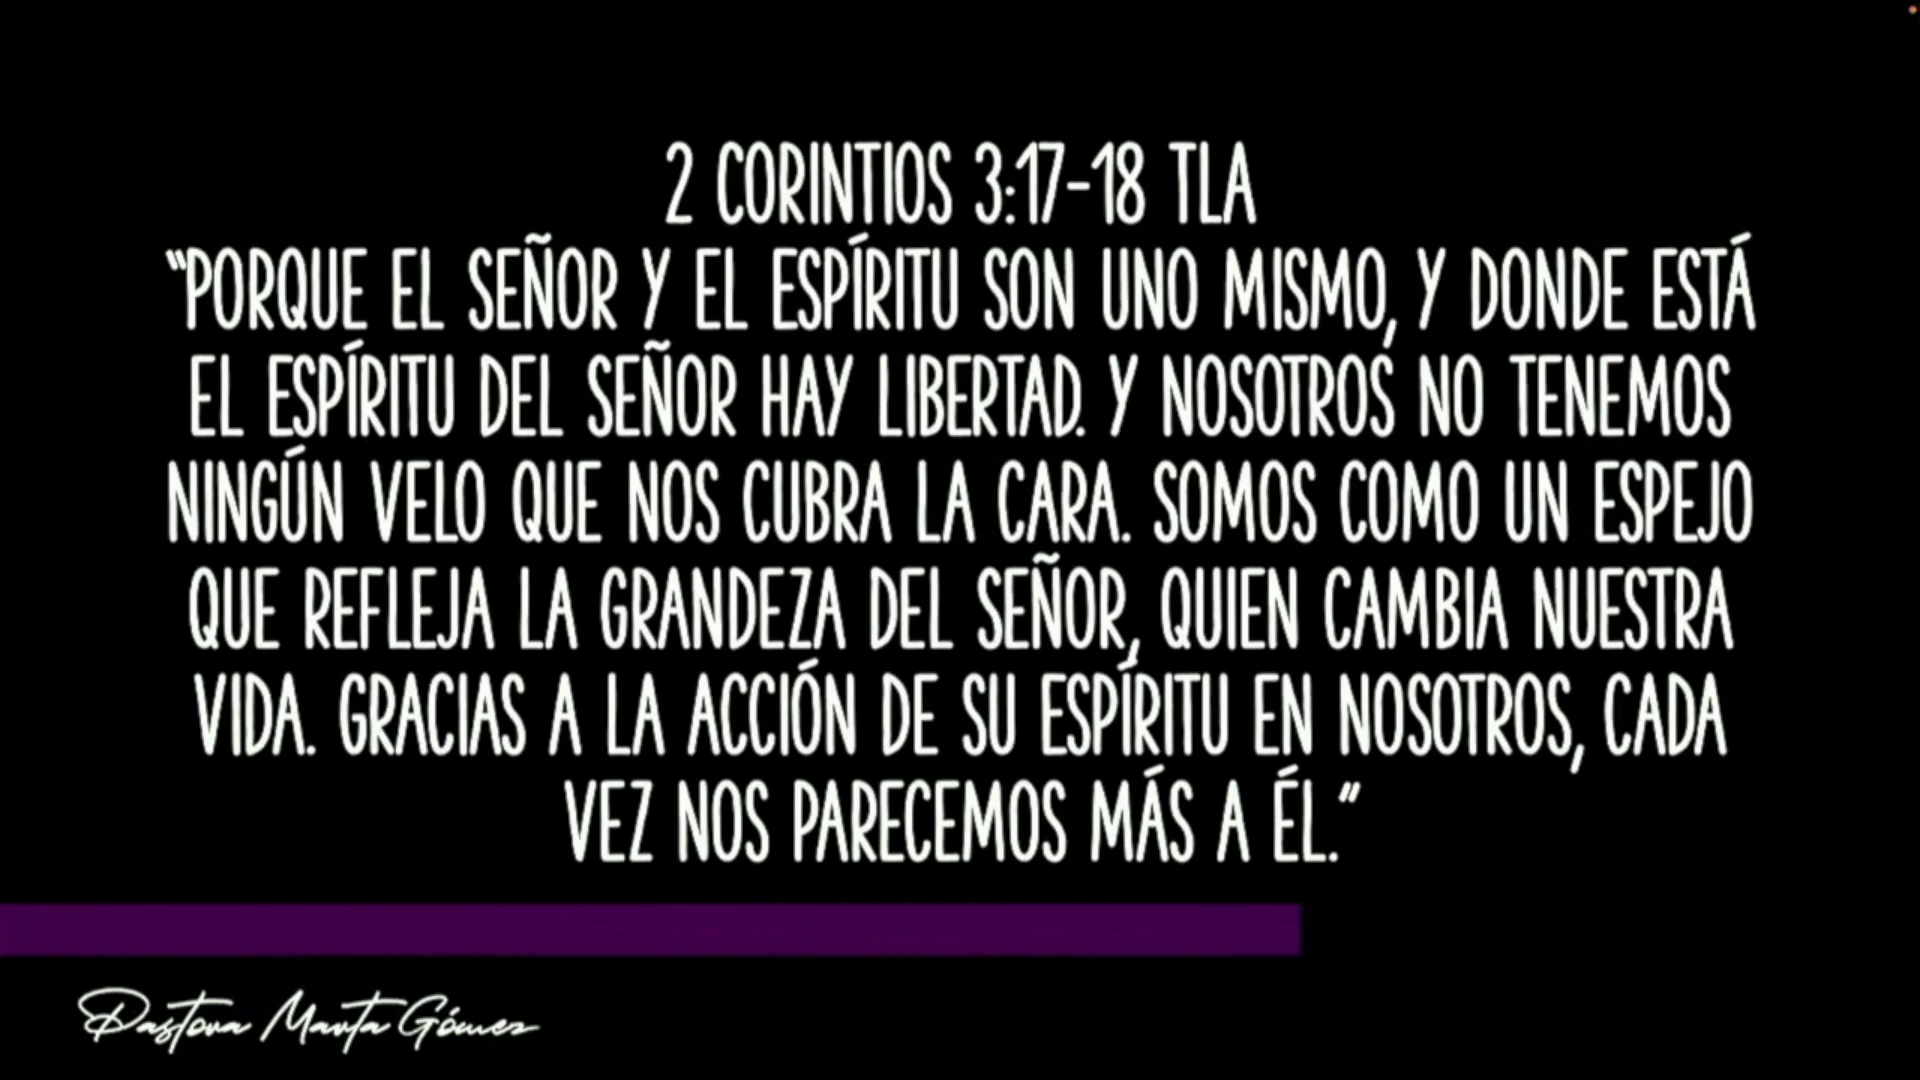 2 CORINTIOS 3:17-18 TLA
"PORQUE EL SEÑOR Y EL ESPÍRITU SON UNO MISMO, Y DONDE ESTÁ
EL ESPÍRITU DEL SEÑOR HAY LIBERTAD. Y NOSOTROS NO TENEMOS
NINGÚN VELO QUE NOS CUBRA LA CARA. SOMOS COMO UN ESPEJO
QUE REFLEJA LA GRANDEZA DEL SEÑOR, QUIEN CAMBIA NUESTRA
VIDA. GRACIAS A LA ACCIÓN DE SU ESPÍRITU EN NOSOTROS, CADA
VEZ NOS PARECEMOS MÁS A ÉL."
Pastora Marta Gómez